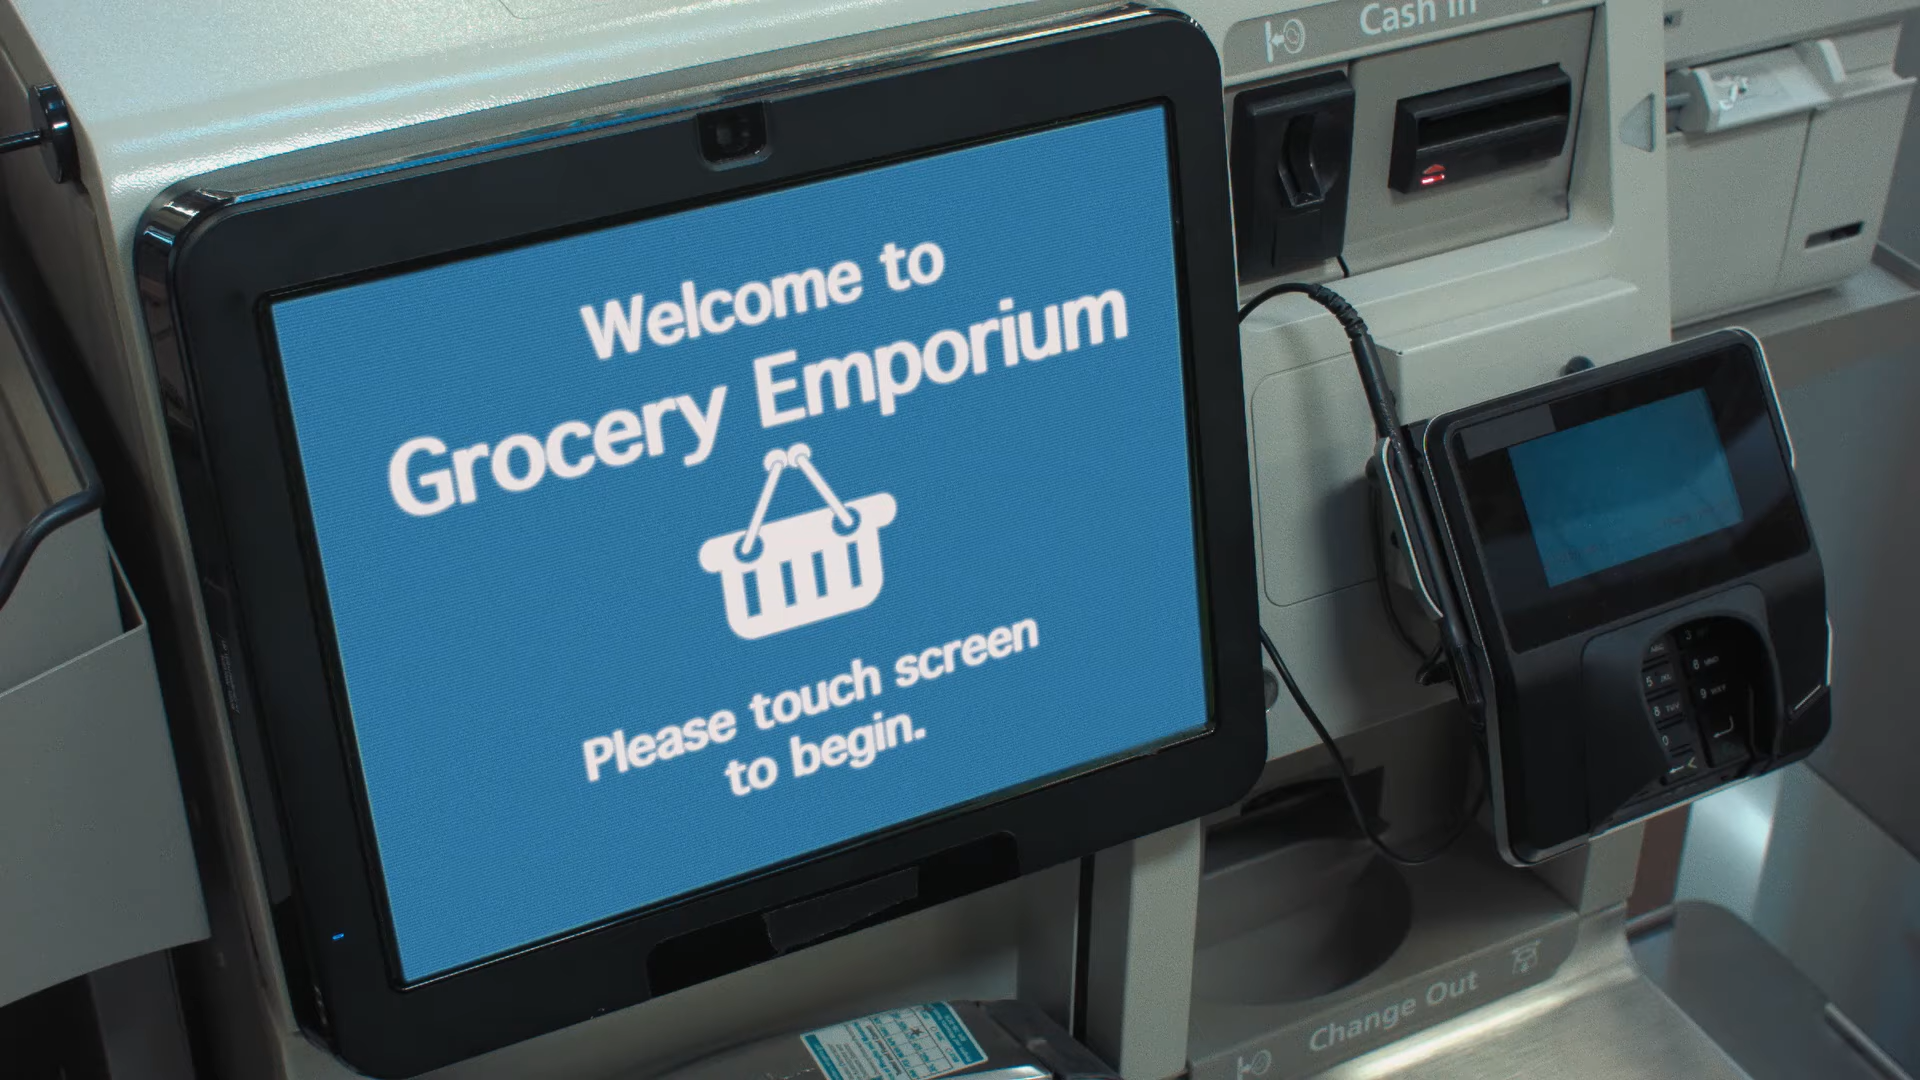 Welcome to
Grocery Emporium
Please touch screen
to begin.
Cash In
Change Out